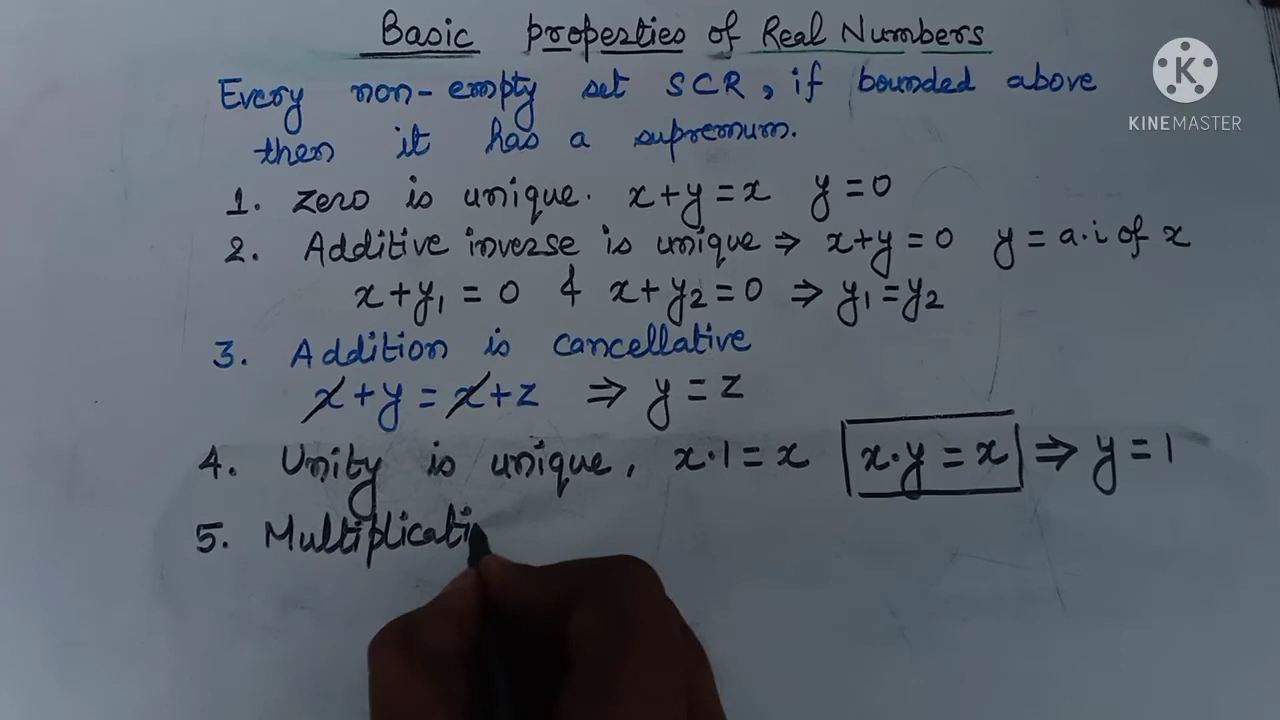 Basic properties of Real Numbers
Every non-empty set S⊂R, if bounded above
then it has a supremum.
1. Zero is unique. x+y=x y=0
2. Additive inverse is unique ⇒ x+y=0 y=a.i of x
x+y₁=0 & x+y₂=0 ⇒ y₁=y₂
3. Addition is cancellative
x+y=x+z ⇒ y=z
4. Unity is unique, x·1=x x·y=x ⇒ y=1
5. Multiplicati
K
KINEMASTER